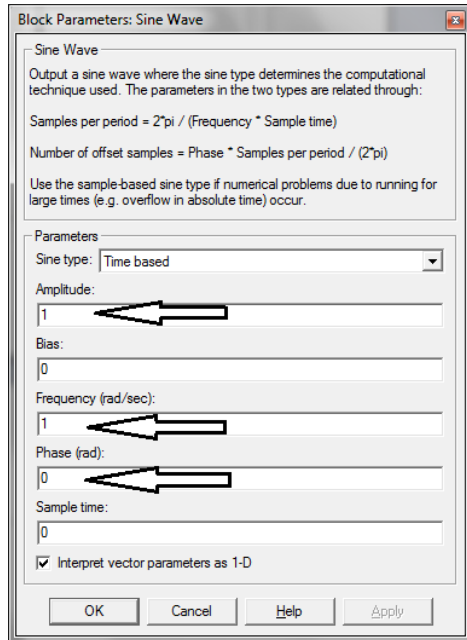 Block Parameters: Sine Wave
Sine Wave
Output a sine wave where the sine type determines the computational
technique used. The parameters in the two types are related through:
Samples per period = 2*pi / (Frequency * Sample time)
Number of offset samples = Phase * Samples per period / (2*pi)
Use the sample-based sine type if numerical problems due to running for
large times (e.g. overflow in absolute time) occur.
Parameters
Sine type: Time based
Amplitude:
1
Bias:
0
Frequency (rad/sec):
1
Phase (rad):
0
Sample time:
0
Interpret vector parameters as 1-D
OK Cancel Help Apply